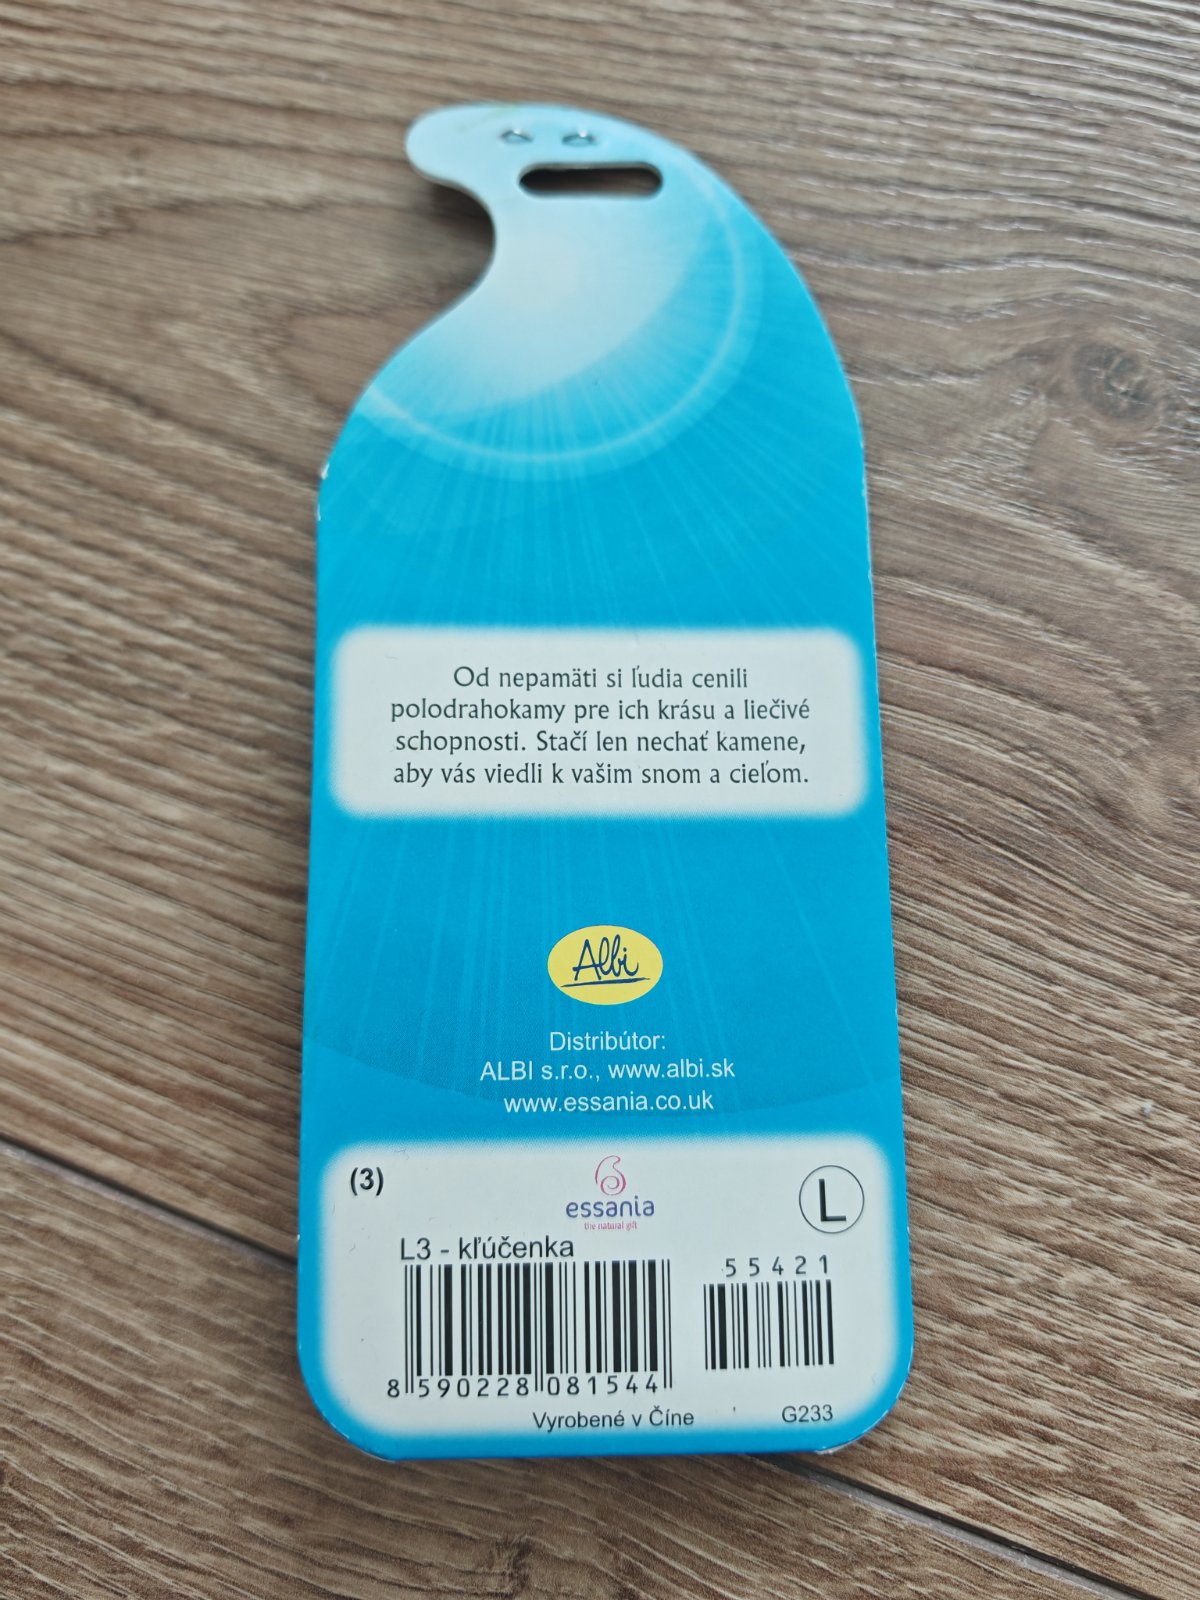 Od nepamäti si ľudia cenili
polodrahokamy pre ich krásu a liečivé
schopnosti. Stačí len nechať kamene,
aby vás viedli k vašim snom a cieľom.
Albi
Distribútor:
ALBI s.r.o., www.albi.sk
www.essania.co.uk
(3)
essania
the natural gift
L
L3 - kľúčenka
55421
8 590228 081544
Vyrobené v Číne
G233